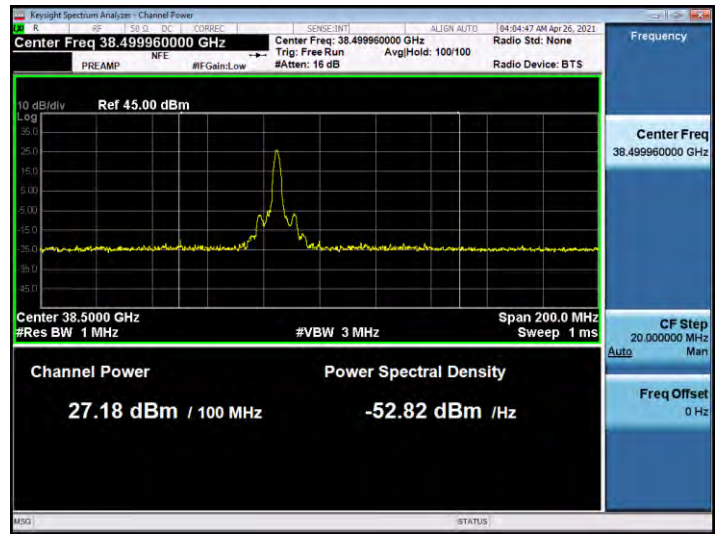 Keysight Spectrum Analyzer - Channel Power
R RF 50 Ω DC CORREC SENSE:INT ALIGN AUTO 04:04:47 AM Apr 26, 2021
Center Freq 38.499960000 GHz Center Freq: 38.499960000 GHz Radio Std: None Frequency
NFE Trig: Free Run Avg|Hold: 100/100
PREAMP #IFGain:Low #Atten: 16 dB Radio Device: BTS
10 dB/div Ref 45.00 dBm
Log
35.0
25.0
15.0
5.00
-5.00
-15.0
-25.0
-35.0
-45.0
Center Freq
38.499960000 GHz
Center 38.5000 GHz Span 200.0 MHz
#Res BW 1 MHz #VBW 3 MHz Sweep 1 ms
CF Step
20.000000 MHz
Auto Man
Channel Power Power Spectral Density
27.18 dBm / 100 MHz -52.82 dBm /Hz
Freq Offset
0 Hz
MSG STATUS